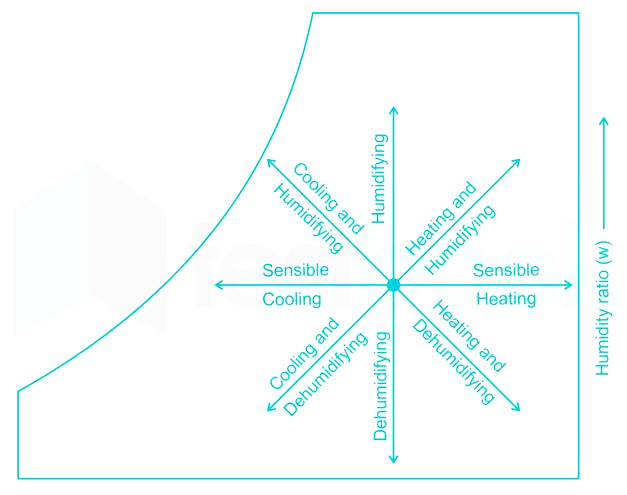 Humidifying
Cooling and
Humidifying
Heating and
Humidifying
Sensible
Cooling
Sensible
Heating
Cooling and
Dehumidifying
Dehumidifying
Heating and
Dehumidifying
Humidity ratio (w)